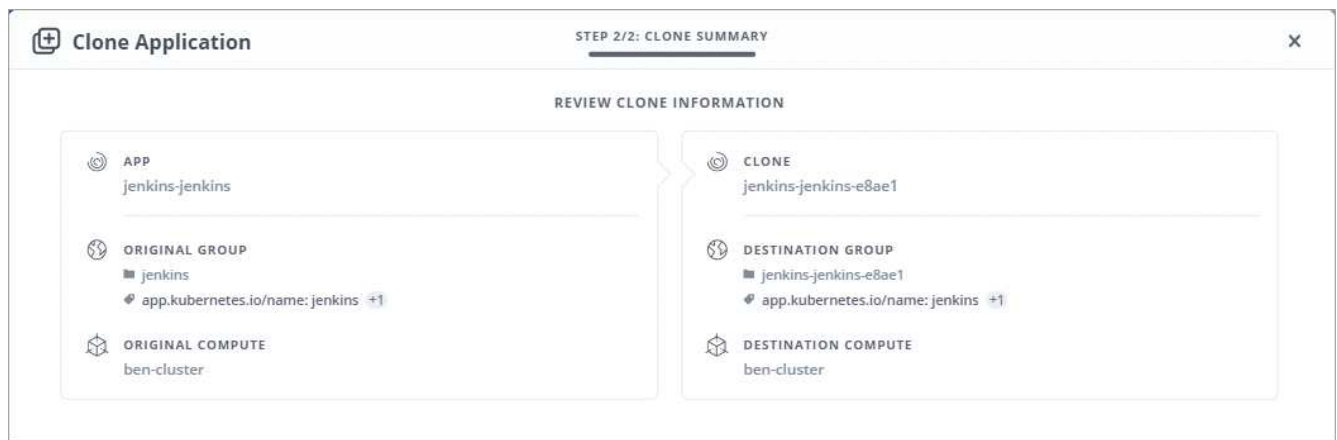 Clone Application
STEP 2/2: CLONE SUMMARY
REVIEW CLONE INFORMATION
APP
jenkins-jenkins
ORIGINAL GROUP
jenkins
app.kubernetes.io/name: jenkins +1
ORIGINAL COMPUTE
ben-cluster
CLONE
jenkins-jenkins-e8ae1
DESTINATION GROUP
jenkins-jenkins-e8ae1
app.kubernetes.io/name: jenkins +1
DESTINATION COMPUTE
ben-cluster